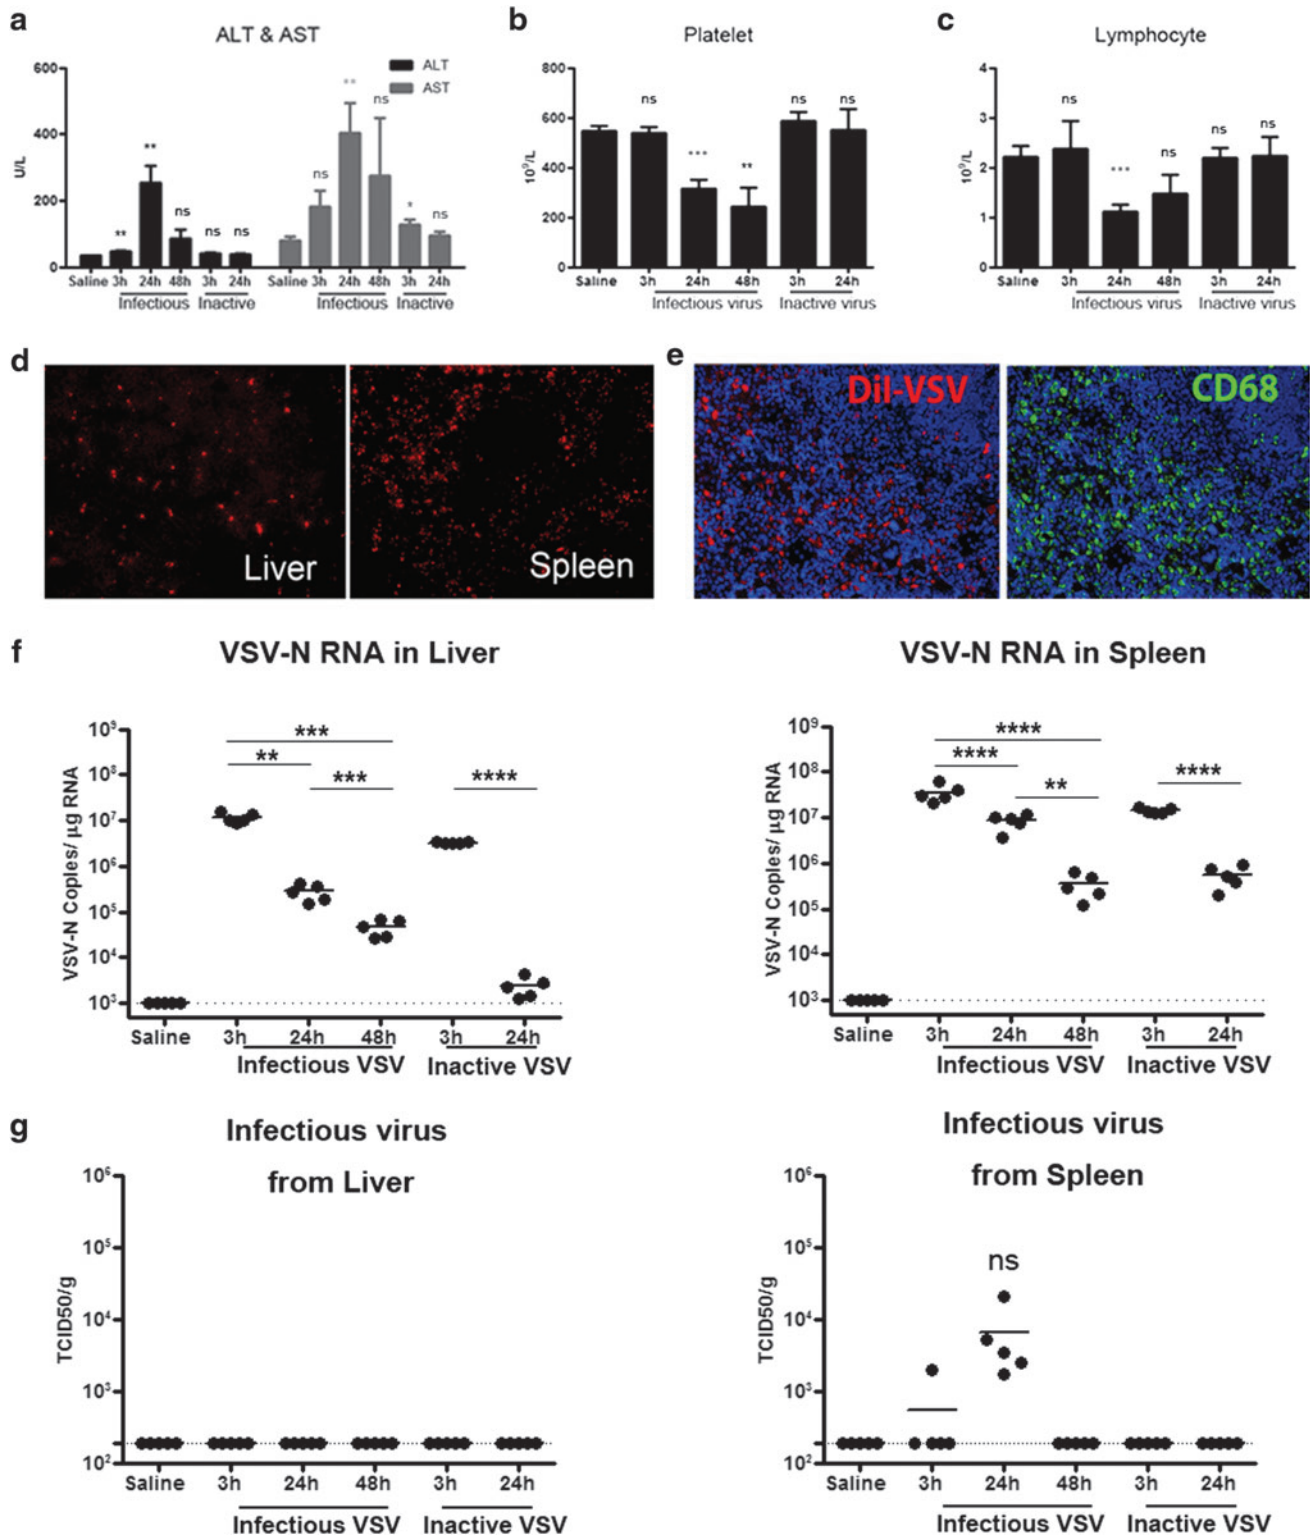 a
ALT & AST
ALT
AST
600
400
200
0
U/L
**
**
ns
ns
ns
ns
**
ns
*
ns
Saline 3h 24h 48h 3h 24h Saline 3h 24h 48h 3h 24h
Infectious Inactive Infectious Inactive
b
Platelet
800
600
400
200
0
10⁹/L
ns
***
**
ns
ns
Saline 3h 24h 48h 3h 24h
Infectious virus Inactive virus
c
Lymphocyte
4
3
2
1
0
10⁹/L
ns
***
ns
ns
ns
Saline 3h 24h 48h 3h 24h
Infectious virus Inactive virus
d
Liver
Spleen
e
DiI-VSV
CD68
f
VSV-N RNA in Liver
10⁹
10⁸
10⁷
10⁶
10⁵
10⁴
10³
VSV-N Copies/ µg RNA
***
**
***
****
Saline 3h 24h 48h 3h 24h
Infectious VSV Inactive VSV
VSV-N RNA in Spleen
10⁹
10⁸
10⁷
10⁶
10⁵
10⁴
10³
VSV-N Copies/ µg RNA
****
****
**
****
Saline 3h 24h 48h 3h 24h
Infectious VSV Inactive VSV
g
Infectious virus
from Liver
10⁶
10⁵
10⁴
10³
10²
TCID50/g
Saline 3h 24h 48h 3h 24h
Infectious VSV Inactive VSV
Infectious virus
from Spleen
10⁶
10⁵
10⁴
10³
10²
TCID50/g
ns
Saline 3h 24h 48h 3h 24h
Infectious VSV Inactive VSV